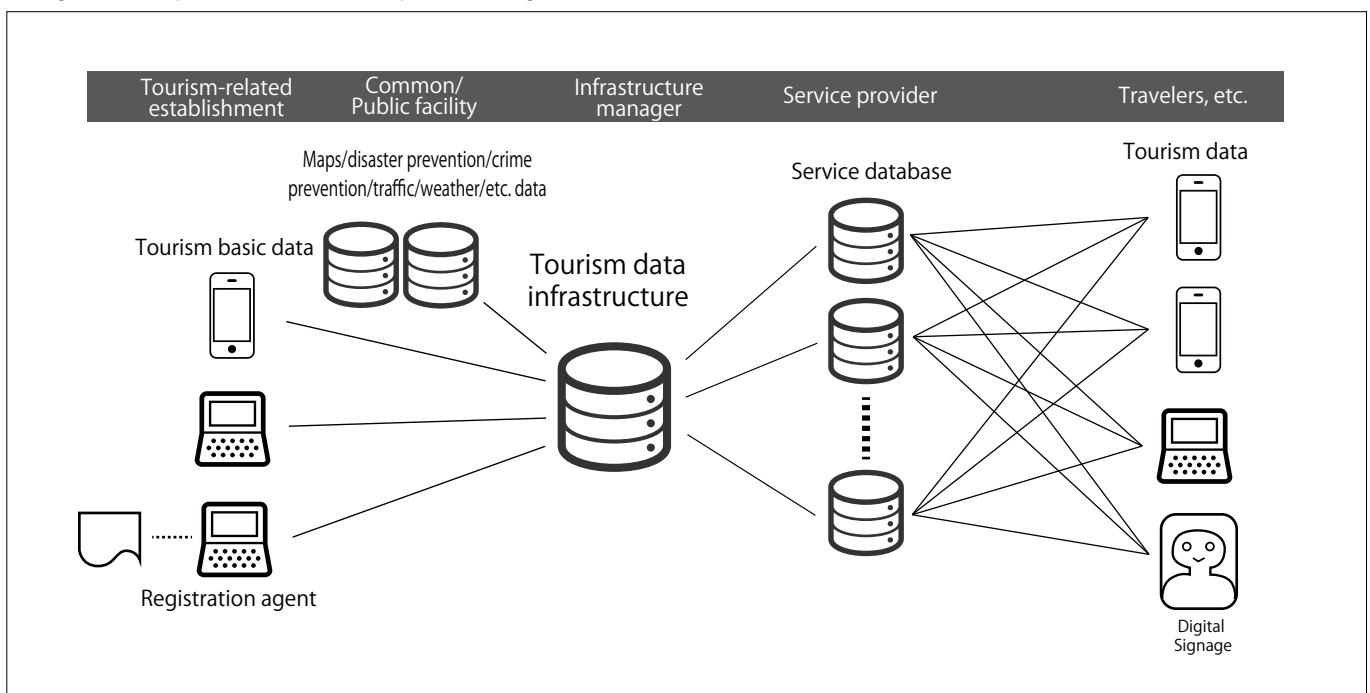 Tourism-related
establishment
Common/
Public facility
Infrastructure
manager
Service provider
Travelers, etc.
Maps/disaster prevention/crime
prevention/traffic/weather/etc. data
Tourism basic data
Tourism data
infrastructure
Service database
Tourism data
Registration agent
Digital
Signage